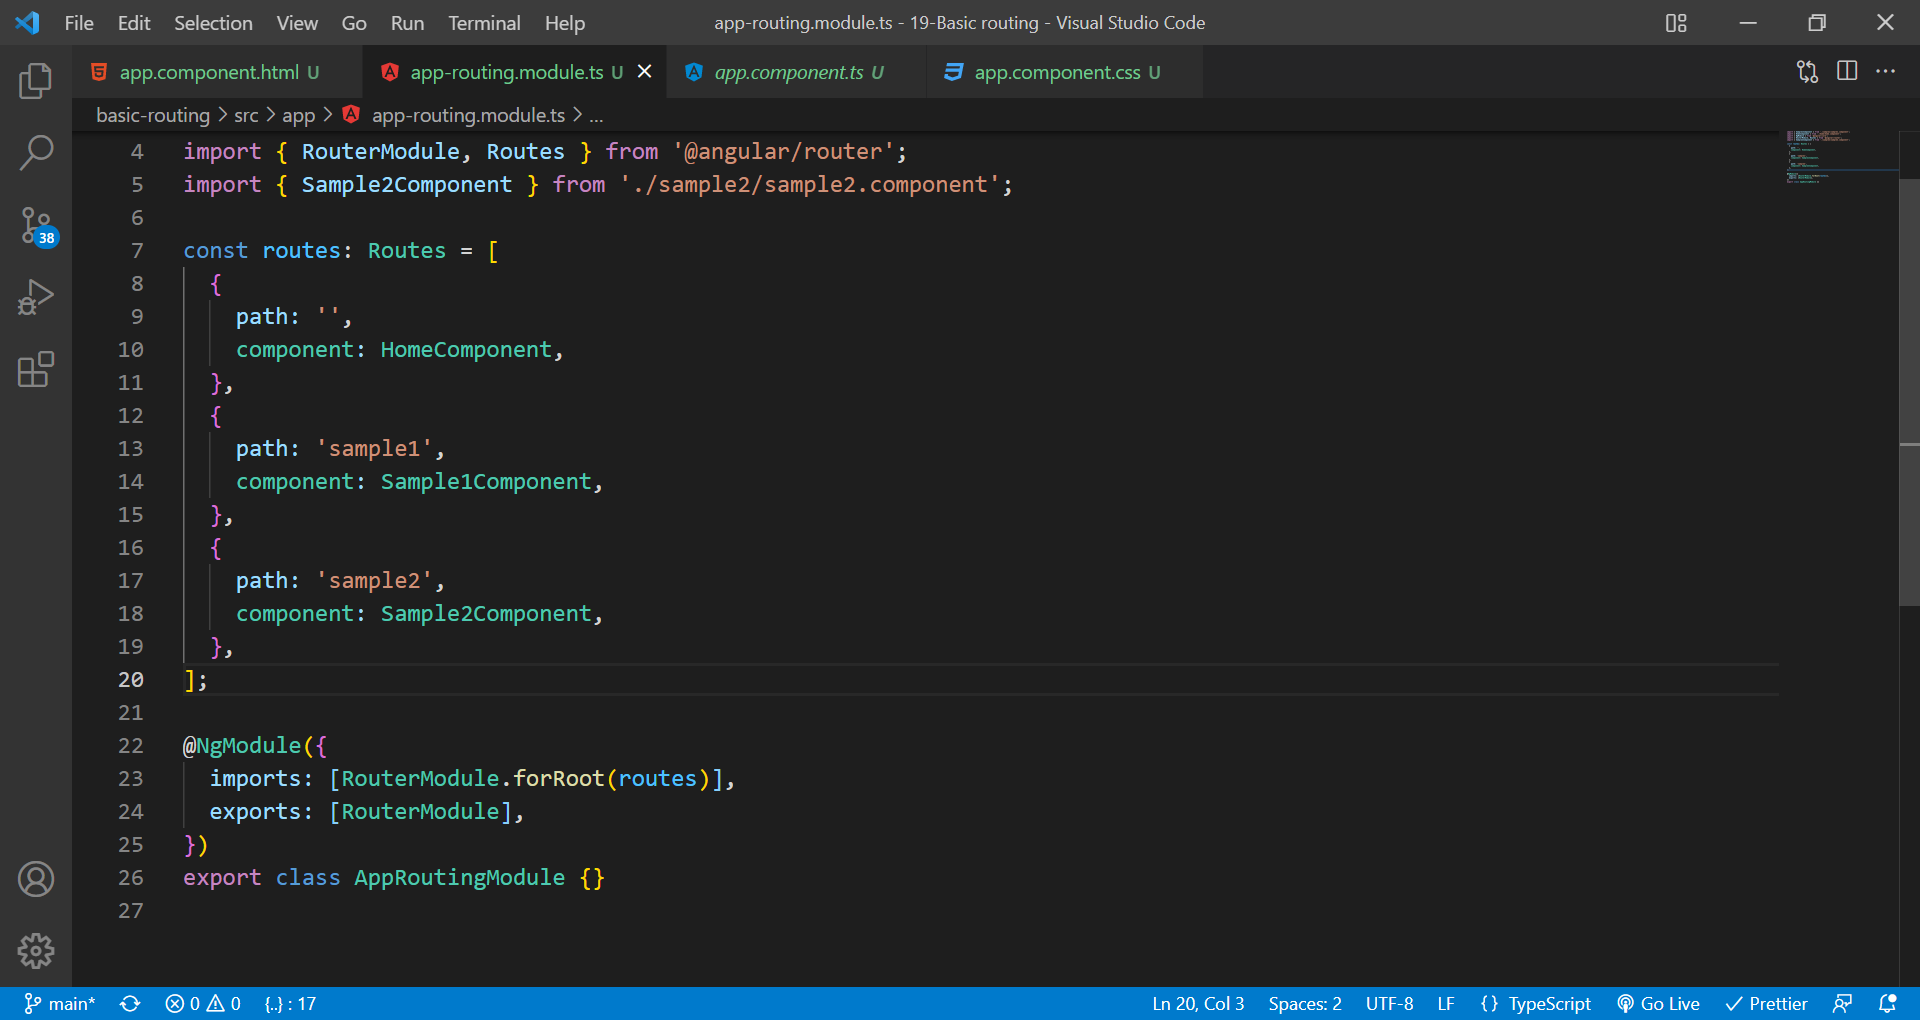 File Edit Selection View Go Run Terminal Help app-routing.module.ts - 19-Basic routing - Visual Studio Code
app.component.html U app-routing.module.ts U app.component.ts U app.component.css U
basic-routing > src > app > app-routing.module.ts > ...
4 import { RouterModule, Routes } from '@angular/router';
5 import { Sample2Component } from './sample2/sample2.component';
6
7 const routes: Routes = [
8 {
9 path: '',
10 component: HomeComponent,
11 },
12 {
13 path: 'sample1',
14 component: Sample1Component,
15 },
16 {
17 path: 'sample2',
18 component: Sample2Component,
19 },
20 ];
21
22 @NgModule({
23 imports: [RouterModule.forRoot(routes)],
24 exports: [RouterModule],
25 })
26 export class AppRoutingModule {}
27
38
main* 0 0 {..} : 17 Ln 20, Col 3 Spaces: 2 UTF-8 LF {} TypeScript Go Live Prettier